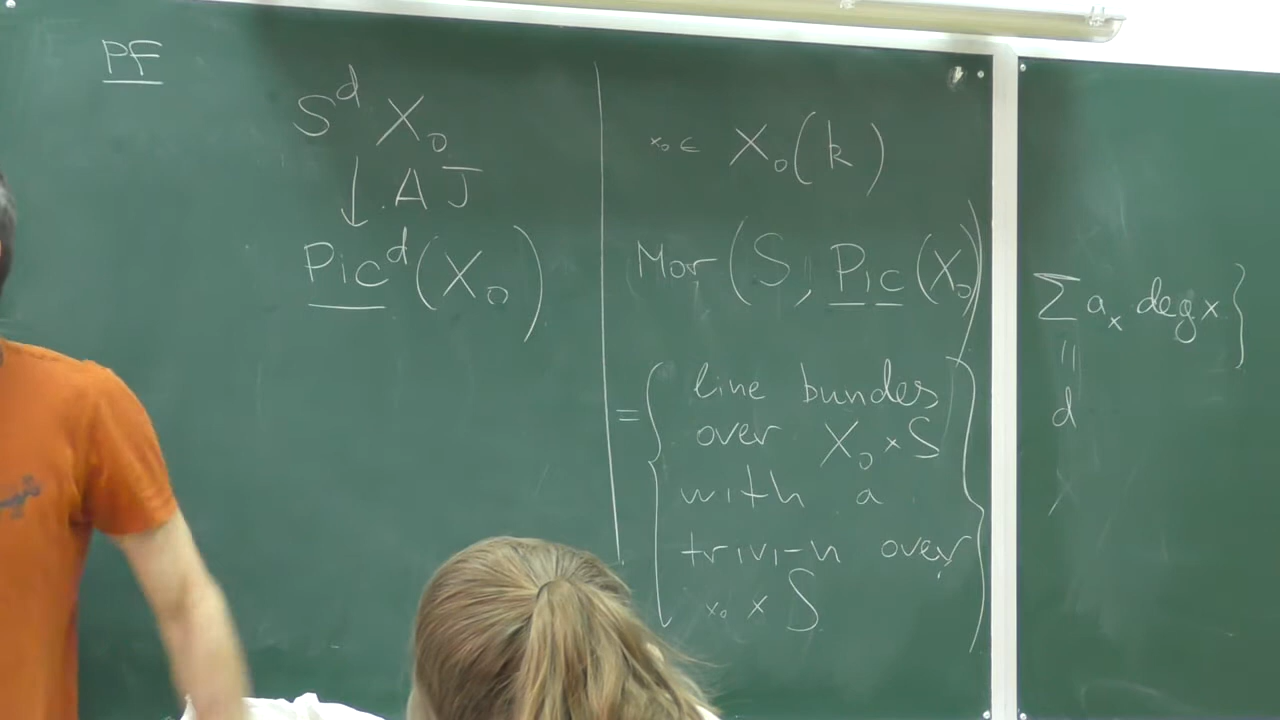 PF
S^d X_0
↓ AJ
Pic^d(X_0)
x_0 ∈ X_0(k)
Mor(S, Pic(X_0))
= { line bundes
over X_0 × S
with a
trivi-n over
x_0 × S }
Σ a_x deg x }
||
d